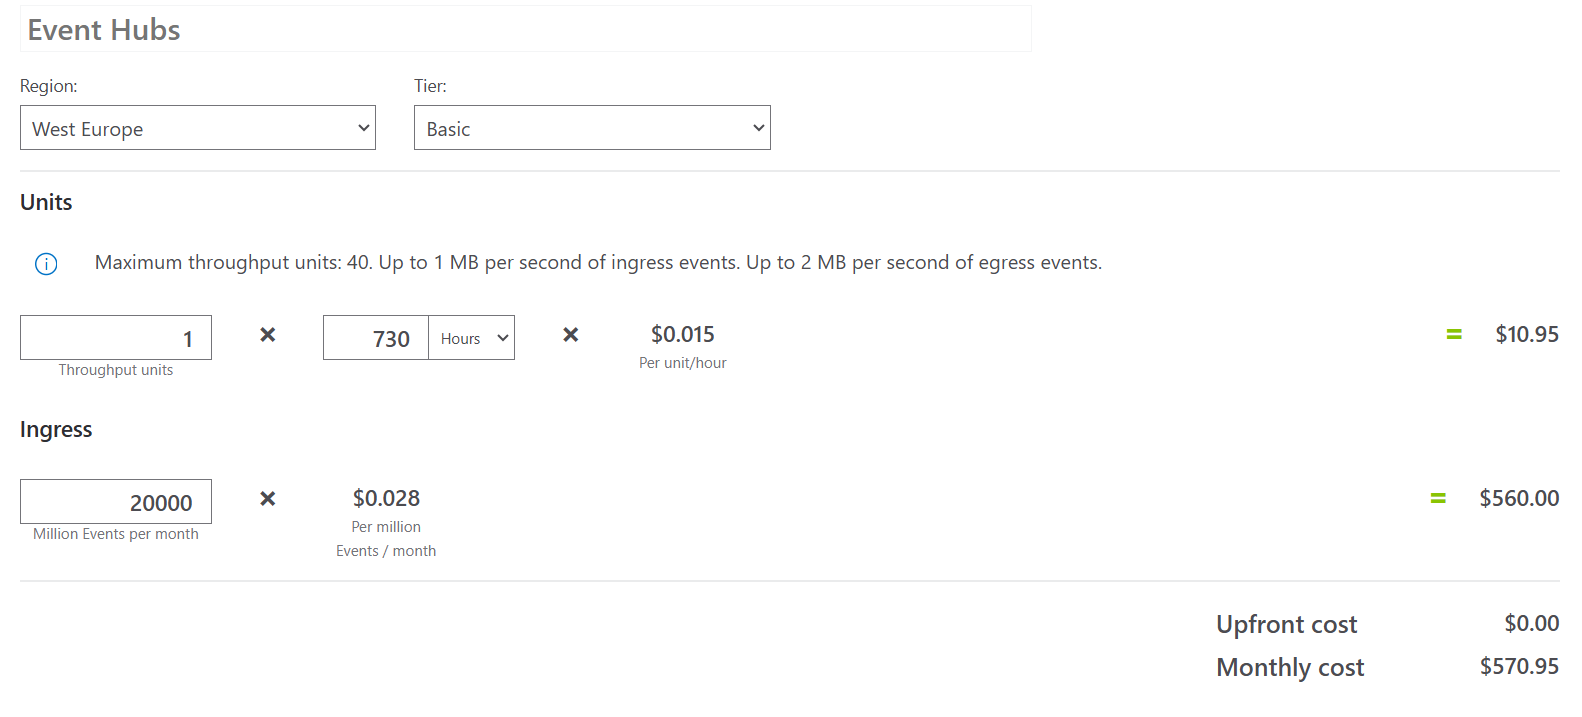 Event Hubs
Region:
Tier:
West Europe
Basic
Units
Maximum throughput units: 40. Up to 1 MB per second of ingress events. Up to 2 MB per second of egress events.
1 × 730 Hours × $0.015 = $10.95
Throughput units
Per unit/hour
Ingress
20000 × $0.028 = $560.00
Million Events per month
Per million
Events / month
Upfront cost $0.00
Monthly cost $570.95